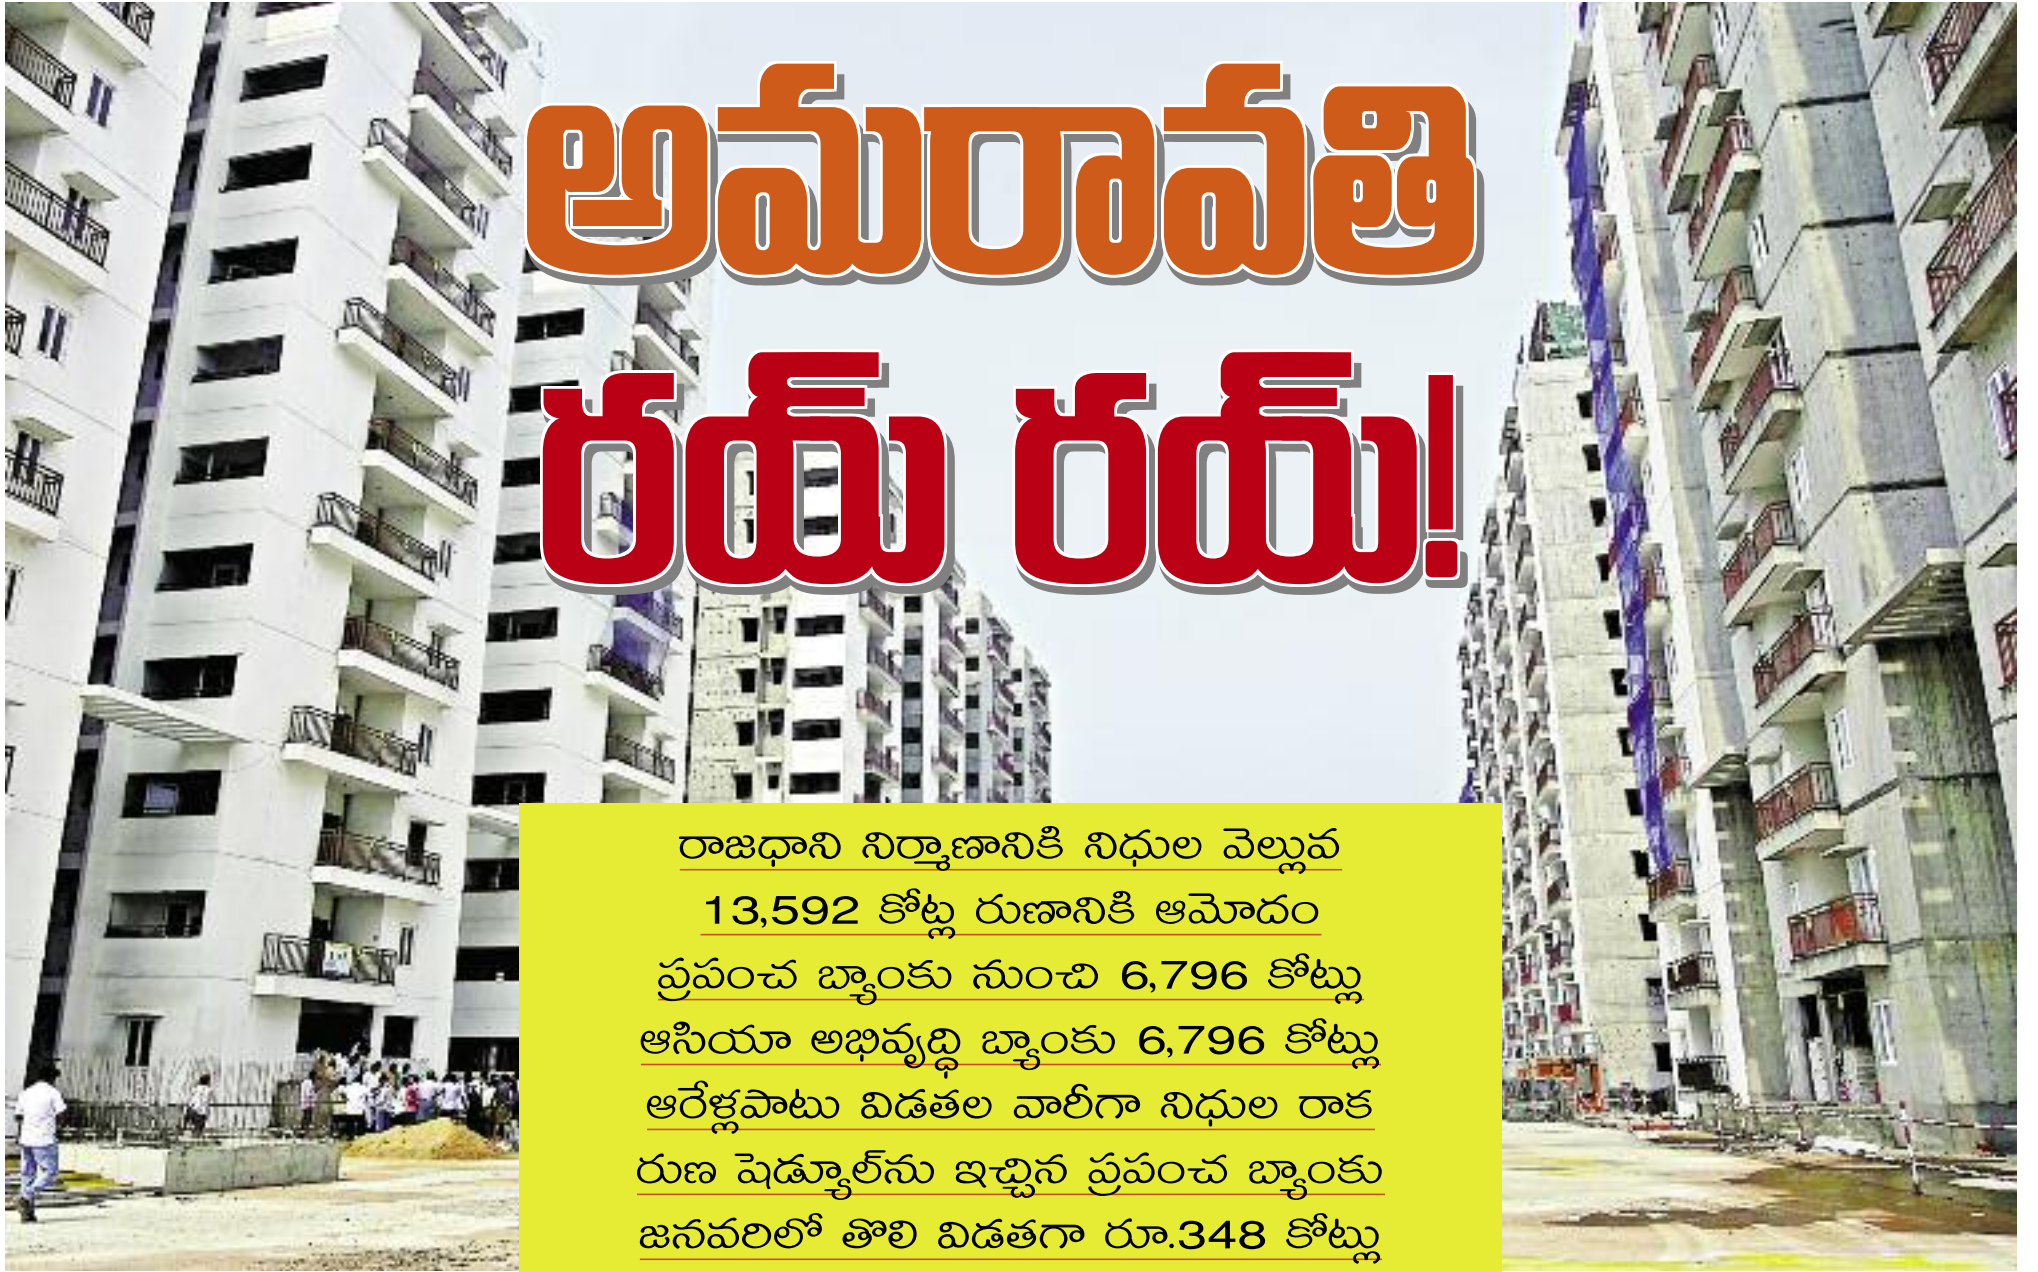 అమరావతి
రయ్ రయ్!
రాజధాని నిర్మాణానికి నిధుల వెల్లువ
13,592 కోట్ల రుణానికి ఆమోదం
ప్రపంచ బ్యాంకు నుంచి 6,796 కోట్లు
ఆసియా అభివృద్ధి బ్యాంకు 6,796 కోట్లు
ఆరేళ్లపాటు విడతల వారీగా నిధుల రాక
రుణ షెడ్యూల్‌ను ఇచ్చిన ప్రపంచ బ్యాంకు
జనవరిలో తొలి విడతగా రూ.348 కోట్లు